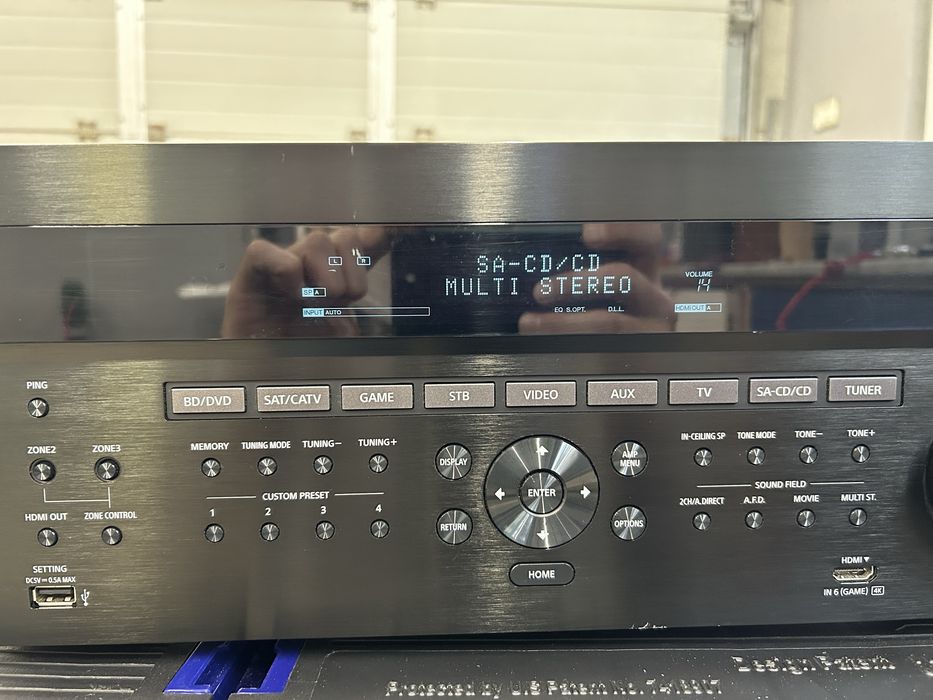 L R
SA-CD/CD
VOLUME
14
SP A
MULTI STEREO
INPUT AUTO
EQ S.OPT. D.L.L.
HDMI OUT A
PING
BD/DVD SAT/CATV GAME STB VIDEO AUX TV SA-CD/CD TUNER
ZONE2 ZONE3
MEMORY TUNING MODE TUNING− TUNING+
DISPLAY
AMP
MENU
IN-CEILING SP TONE MODE TONE− TONE+
CUSTOM PRESET
1 2 3 4
ENTER
SOUND FIELD
2CH/A.DIRECT A.F.D. MOVIE MULTI ST.
HDMI OUT ZONE CONTROL
RETURN
OPTIONS
HOME
SETTING
DC5V ⎓ 0.5A MAX
HDMI ▼
IN 6 (GAME) 4K
Design Patent
Protected by U.S Patent No.